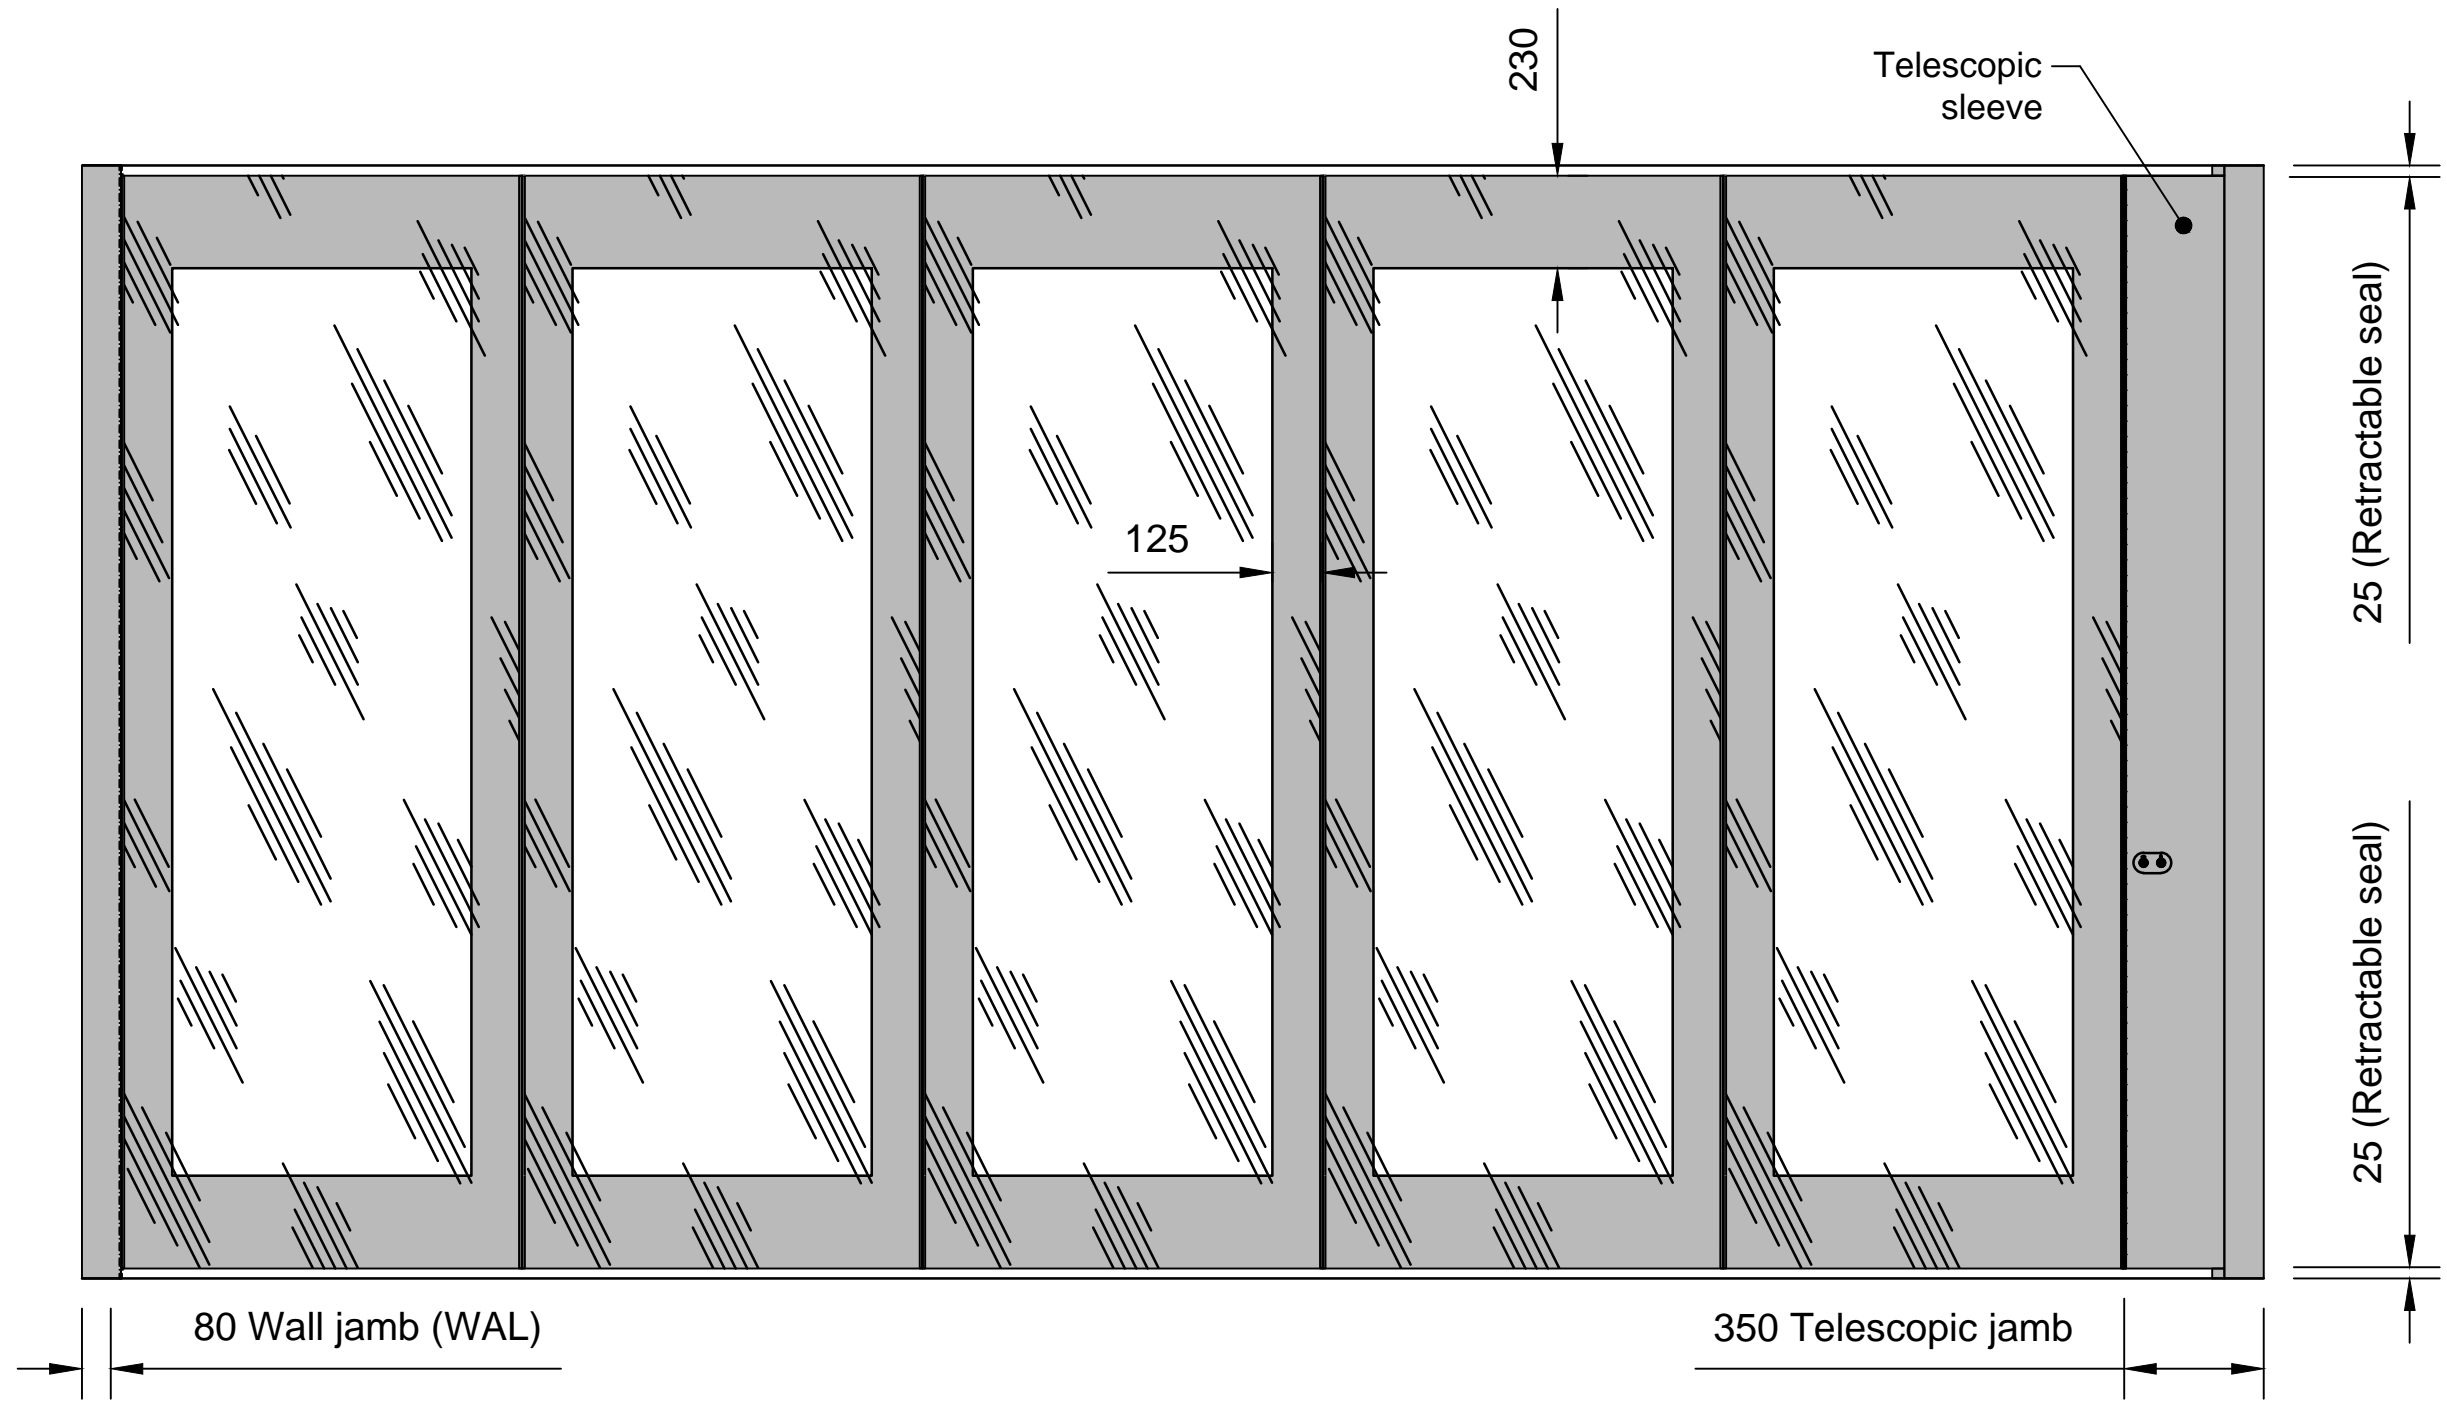 230
Telescopic
sleeve
25 (Retractable seal)
125
25 (Retractable seal)
80 Wall jamb (WAL)
350 Telescopic jamb